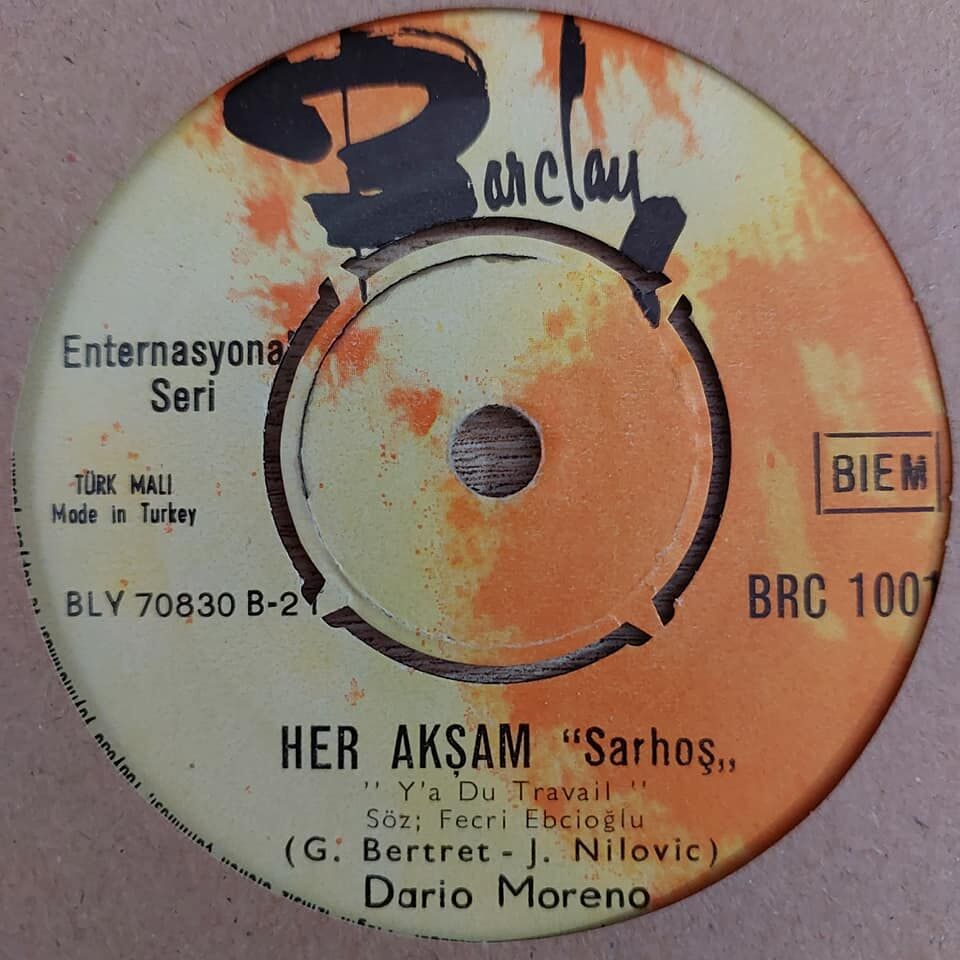 Barclay
Enternasyonal
Seri
TÜRK MALI
Made in Turkey
BIEM
BLY 70830 B-2
BRC 1001
HER AKŞAM “Sarhoş„
'' Y'a Du Travail ''
Söz; Fecri Ebcioğlu
(G. Bertret - J. Nilovic)
Dario Moreno